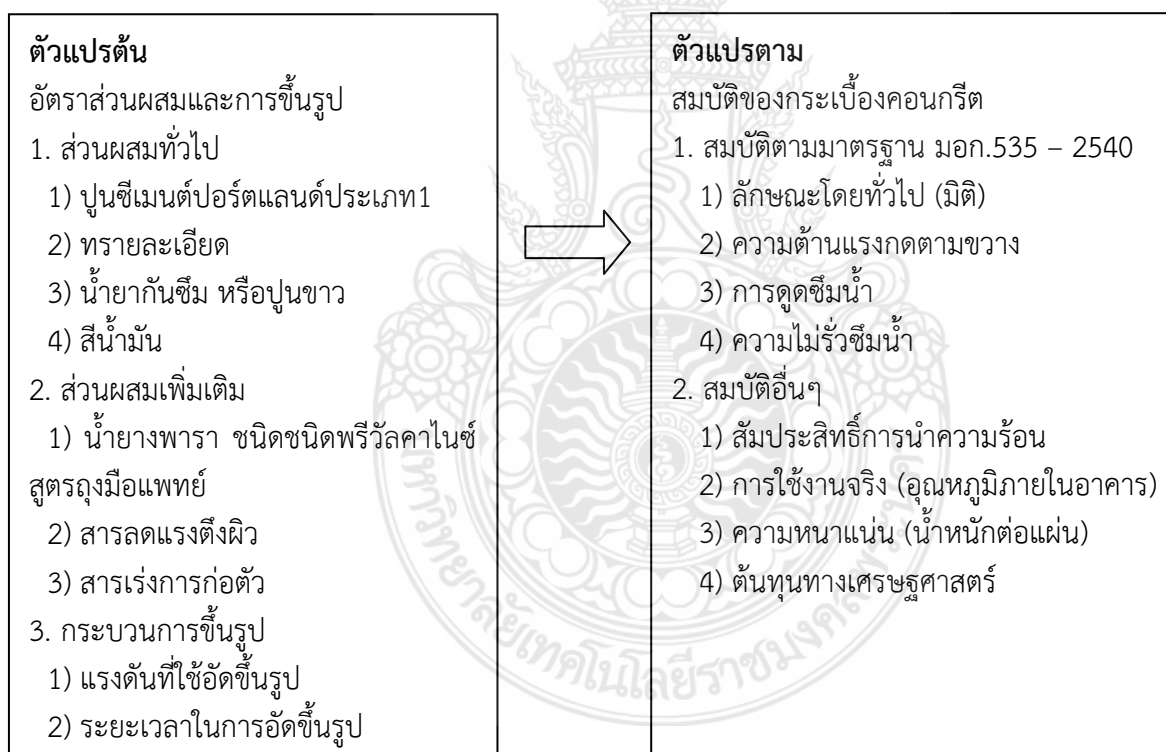 ตัวแปรต้น
อัตราส่วนผสมและการขึ้นรูป
1. ส่วนผสมทั่วไป
1) ปูนซีเมนต์ปอร์ตแลนด์ประเภท1
2) ทรายละเอียด
3) น้ำยากันซึม หรือปูนขาว
4) สีน้ำมัน
2. ส่วนผสมเพิ่มเติม
1) น้ำยางพารา ชนิดชนิดพรีวัลคาไนซ์
สูตรถุงมือแพทย์
2) สารลดแรงตึงผิว
3) สารเร่งการก่อตัว
3. กระบวนการขึ้นรูป
1) แรงดันที่ใช้อัดขึ้นรูป
2) ระยะเวลาในการอัดขึ้นรูป
ตัวแปรตาม
สมบัติของกระเบื้องคอนกรีต
1. สมบัติตามมาตรฐาน มอก.535 – 2540
1) ลักษณะโดยทั่วไป (มิติ)
2) ความต้านแรงกดตามขวาง
3) การดูดซึมน้ำ
4) ความไม่รั่วซึมน้ำ
2. สมบัติอื่นๆ
1) สัมประสิทธิ์การนำความร้อน
2) การใช้งานจริง (อุณหภูมิภายในอาคาร)
3) ความหนาแน่น (น้ำหนักต่อแผ่น)
4) ต้นทุนทางเศรษฐศาสตร์